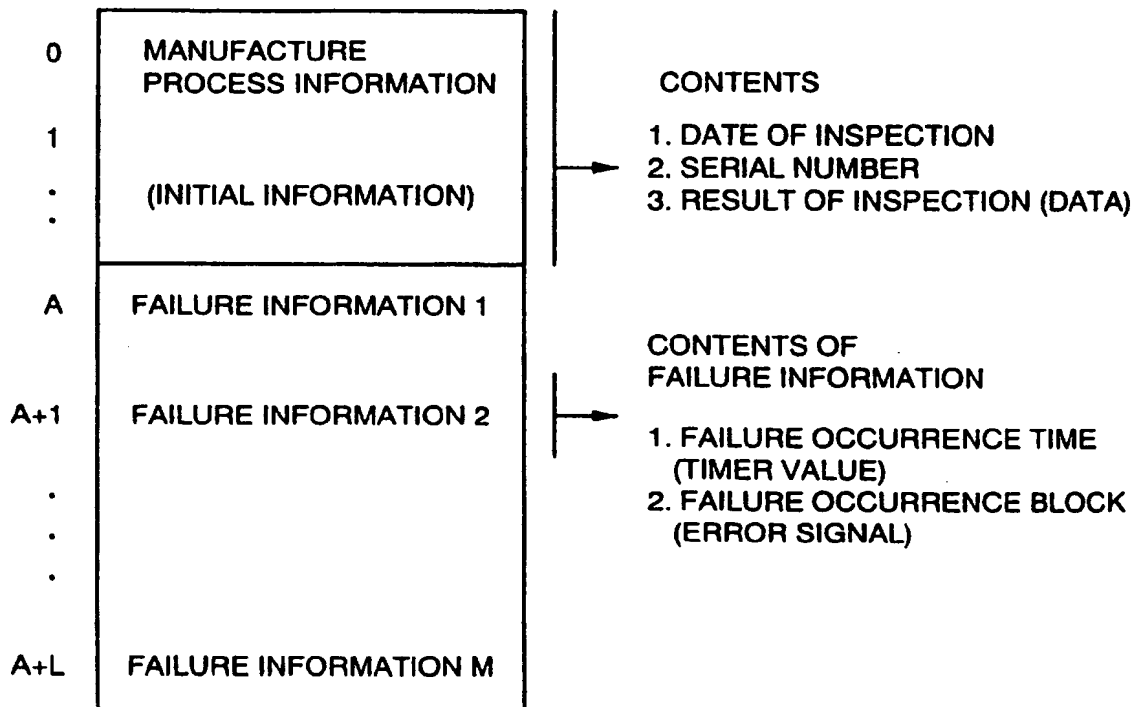 0 MANUFACTURE
PROCESS INFORMATION
1
(INITIAL INFORMATION)
CONTENTS
1. DATE OF INSPECTION
2. SERIAL NUMBER
3. RESULT OF INSPECTION (DATA)
A FAILURE INFORMATION 1
A+1 FAILURE INFORMATION 2
CONTENTS OF
FAILURE INFORMATION
1. FAILURE OCCURRENCE TIME
(TIMER VALUE)
2. FAILURE OCCURRENCE BLOCK
(ERROR SIGNAL)
A+L FAILURE INFORMATION M